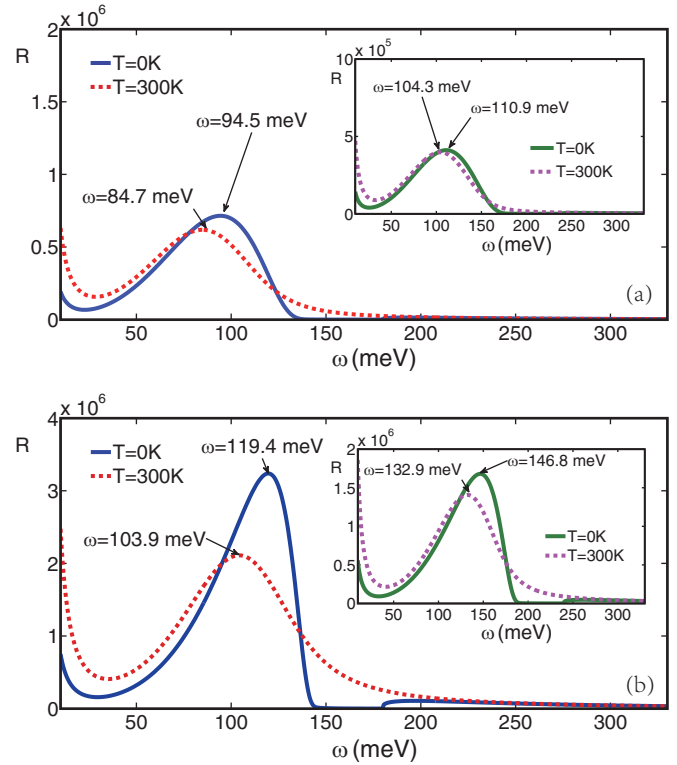 x 10^6
2
R
T=0K
T=300K
ω=94.5 meV
1.5
1
ω=84.7 meV
0.5
0
50 100 150 200 250 300
ω (meV)
(a)
x 10^5
10
R
ω=104.3 meV
ω=110.9 meV
T=0K
T=300K
5
0
50 100 150 200 250 300
ω (meV)
x 10^6
4
R
T=0K
T=300K
ω=119.4 meV
3
ω=103.9 meV
2
1
0
50 100 150 200 250 300
ω (meV)
(b)
x 10^6
2
R
ω=132.9 meV
ω=146.8 meV
1.5
T=0K
T=300K
1
0.5
0
50 100 150 200 250 300
ω (meV)